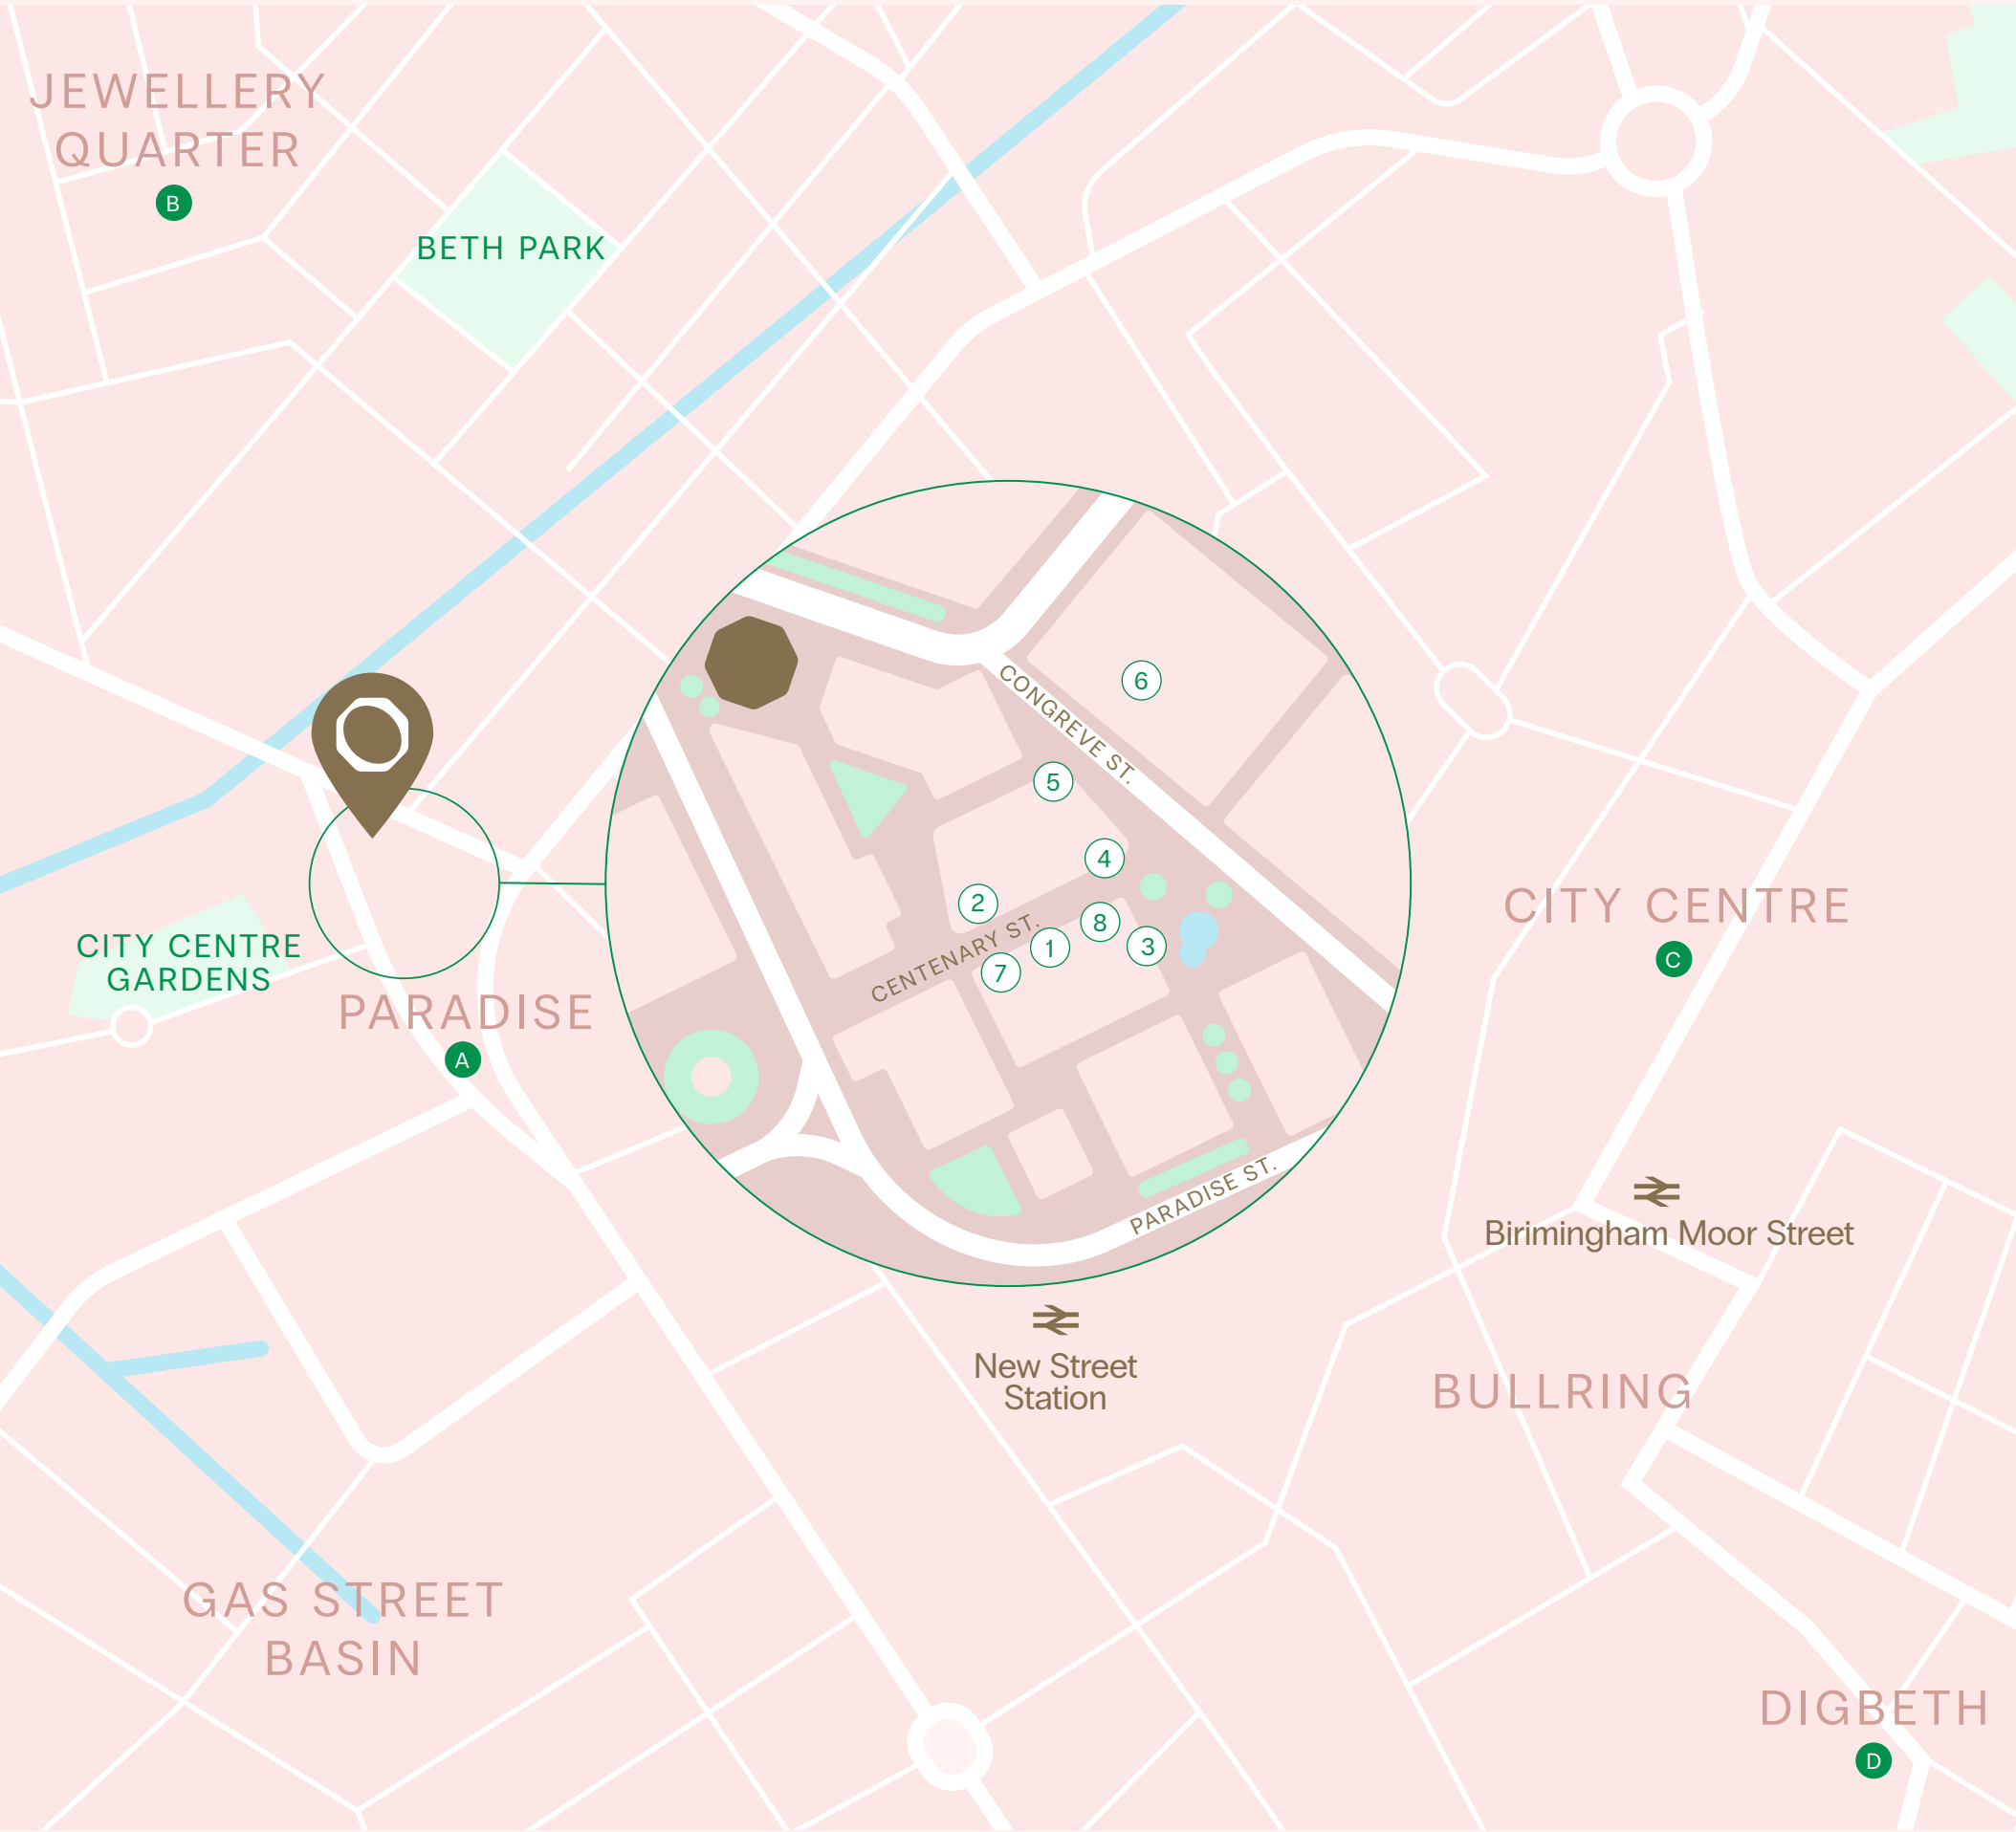 JEWELLERY
QUARTER
B
BETH PARK
CONGREVE ST.
6
5
4
2
8
CENTENARY ST.
1
3
7
CITY CENTRE
C
CITY CENTRE
GARDENS
PARADISE
A
PARADISE ST.
Birimingham Moor Street
New Street
Station
BULLRING
GAS STREET
BASIN
DIGBETH
D